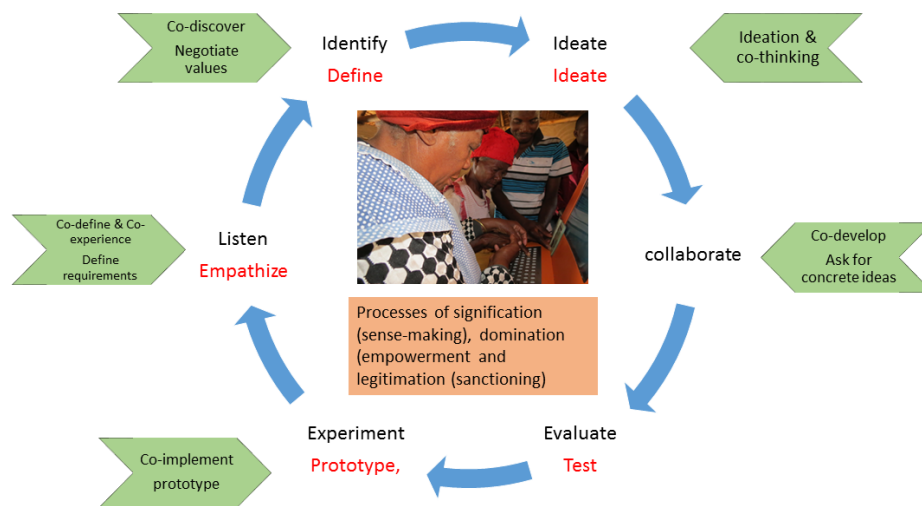 Co-discover
Negotiate
values
Identify
Define
Ideate
Ideate
Ideation &
co-thinking
Co-define & Co-
experience
Define
requirements
Listen
Empathize
collaborate
Co-develop
Ask for
concrete ideas
Processes of signification
(sense-making), domination
(empowerment and
legitimation (sanctioning)
Co-implement
prototype
Experiment
Prototype,
Evaluate
Test